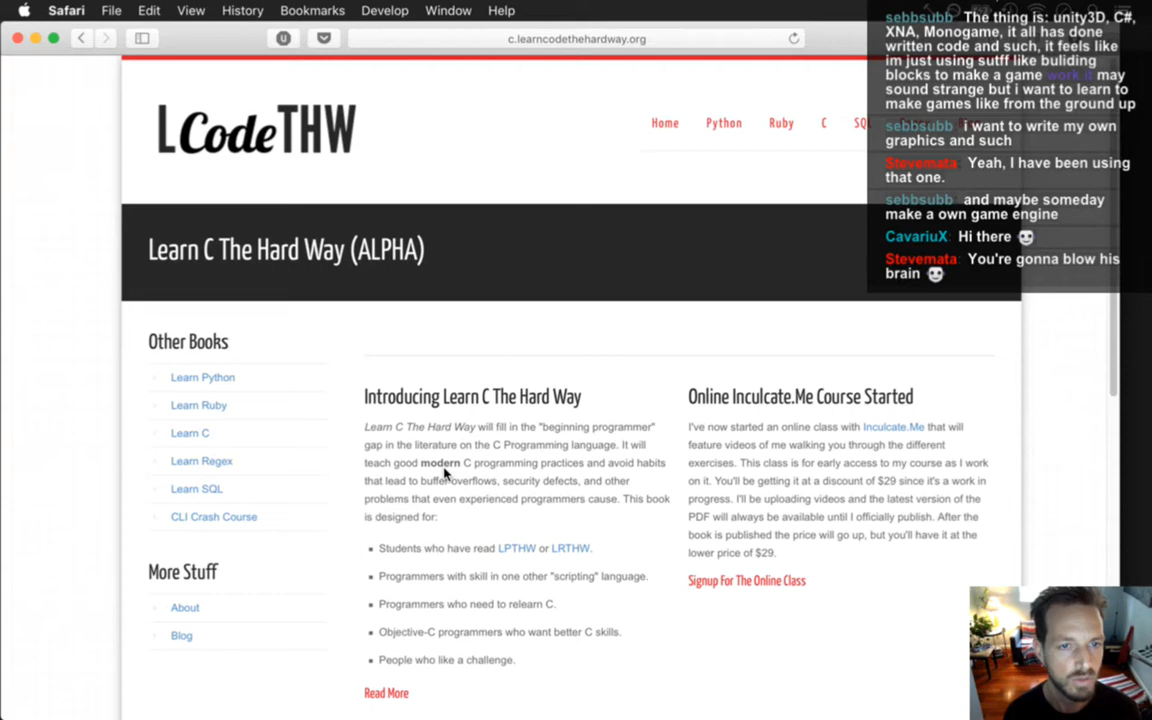 Safari File Edit View History Bookmarks Develop Window Help
c.learncodethehardway.org
LCodeTHW
Home Python Ruby C SQL
Learn C The Hard Way (ALPHA)
Other Books
Learn Python
Learn Ruby
Learn C
Learn Regex
Learn SQL
CLI Crash Course
More Stuff
About
Blog
Introducing Learn C The Hard Way
Learn C The Hard Way will fill in the "beginning programmer"
gap in the literature on the C Programming language. It will
teach good modern C programming practices and avoid habits
that lead to buffer overflows, security defects, and other
problems that even experienced programmers cause. This book
is designed for:
Students who have read LPTHW or LRTHW.
Programmers with skill in one other "scripting" language.
Programmers who need to relearn C.
Objective-C programmers who want better C skills.
People who like a challenge.
Read More
Online Inculcate.Me Course Started
I've now started an online class with Inculcate.Me that will
feature videos of me walking you through the different
exercises. This class is for early access to my course as I work
on it. You'll be getting it at a discount of $29 since it's a work in
progress. I'll be uploading videos and the latest version of the
PDF will always be available until I officially publish. After the
book is published the price will go up, but you'll have it at the
lower price of $29.
Signup For The Online Class
sebbsubb The thing is: unity3D, C#,
XNA, Monogame, it all has done
written code and such, it feels like
im just using sutff like buliding
blocks to make a game work it may
sound strange but i want to learn to
make games like from the ground up
sebbsubb i want to write my own
graphics and such
Stevemata: Yeah, I have been using
that one.
sebbsubb and maybe someday
make a own game engine
CavariuX: Hi there
Stevemata: You're gonna blow his
brain